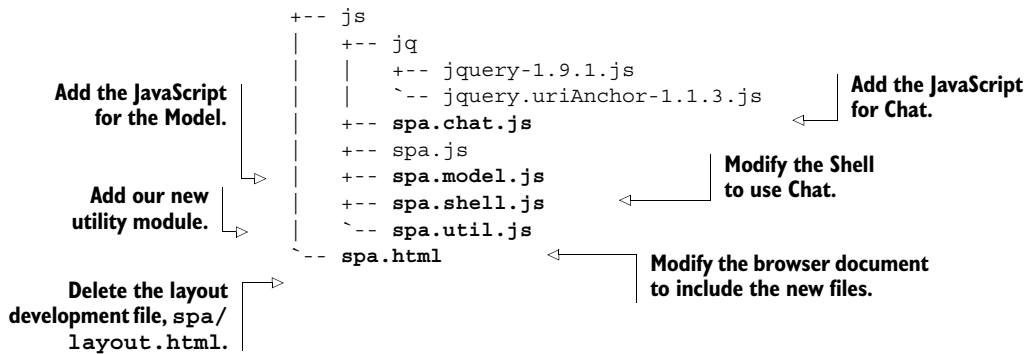 +-- js
|   +-- jq
|   |   +-- jquery-1.9.1.js
|   |   `-- jquery.uriAnchor-1.1.3.js
|   +-- spa.chat.js
|   +-- spa.js
|   +-- spa.model.js
|   +-- spa.shell.js
|   `-- spa.util.js
`-- spa.html
Add the JavaScript
for the Model.
Add our new
utility module.
Delete the layout
development file, spa/
layout.html.
Add the JavaScript
for Chat.
Modify the Shell
to use Chat.
Modify the browser document
to include the new files.